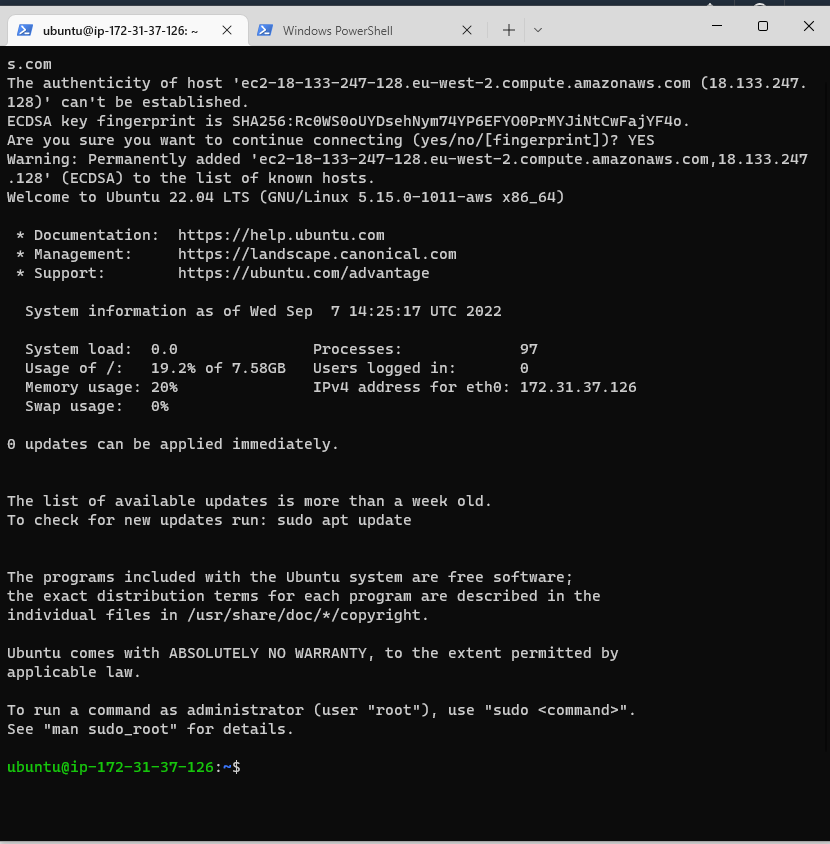 ubuntu@ip-172-31-37-126: ~
Windows PowerShell
s.com
The authenticity of host 'ec2-18-133-247-128.eu-west-2.compute.amazonaws.com (18.133.247.
128)' can't be established.
ECDSA key fingerprint is SHA256:Rc0WS0oUYDsehNym74YP6EFYO0PrMYJiNtCwFajYF4o.
Are you sure you want to continue connecting (yes/no/[fingerprint])? YES
Warning: Permanently added 'ec2-18-133-247-128.eu-west-2.compute.amazonaws.com,18.133.247
.128' (ECDSA) to the list of known hosts.
Welcome to Ubuntu 22.04 LTS (GNU/Linux 5.15.0-1011-aws x86_64)
* Documentation:  https://help.ubuntu.com
* Management:     https://landscape.canonical.com
* Support:        https://ubuntu.com/advantage
System information as of Wed Sep  7 14:25:17 UTC 2022
System load:  0.0               Processes:             97
Usage of /:   19.2% of 7.58GB   Users logged in:       0
Memory usage: 20%               IPv4 address for eth0: 172.31.37.126
Swap usage:   0%
0 updates can be applied immediately.
The list of available updates is more than a week old.
To check for new updates run: sudo apt update
The programs included with the Ubuntu system are free software;
the exact distribution terms for each program are described in the
individual files in /usr/share/doc/*/copyright.
Ubuntu comes with ABSOLUTELY NO WARRANTY, to the extent permitted by
applicable law.
To run a command as administrator (user "root"), use "sudo <command>".
See "man sudo_root" for details.
ubuntu@ip-172-31-37-126:~$